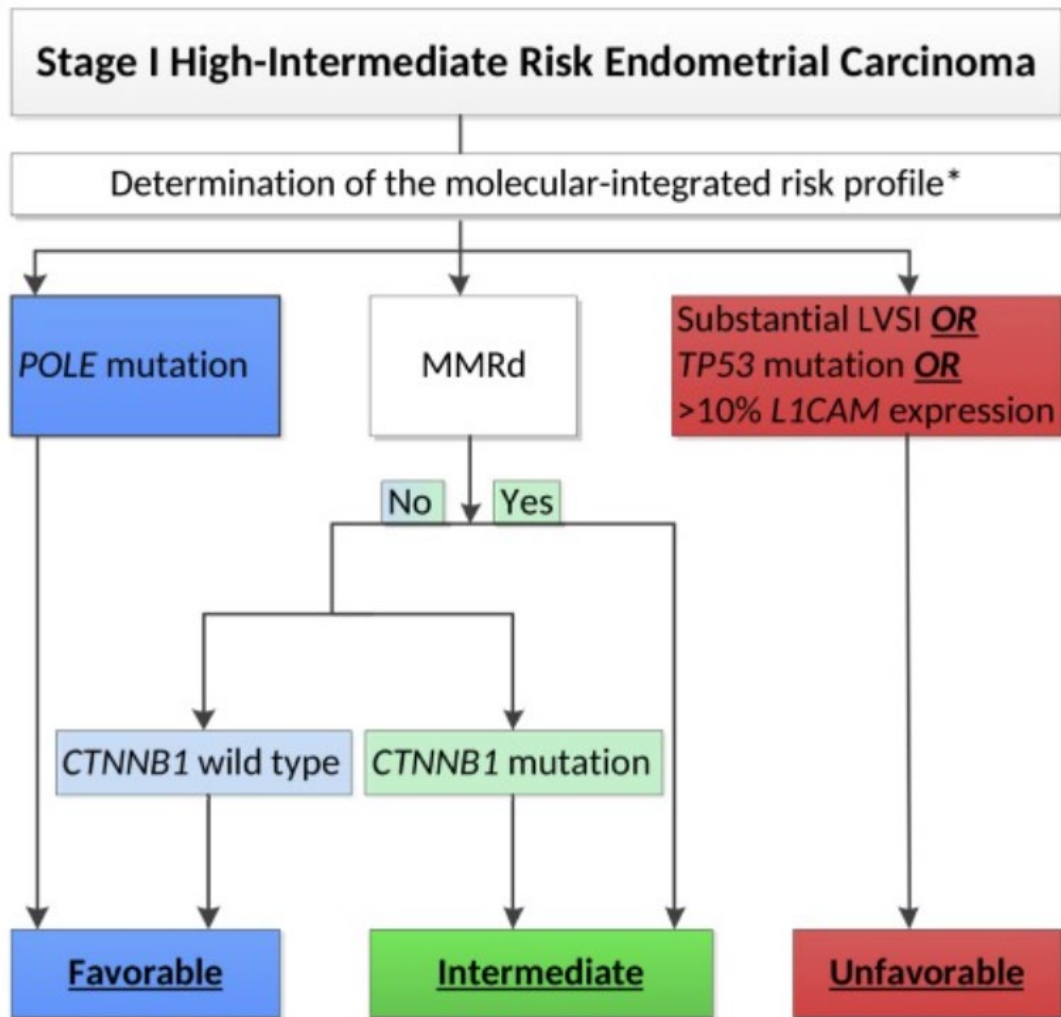 Stage I High-Intermediate Risk Endometrial Carcinoma
Determination of the molecular-integrated risk profile*
POLE mutation
MMRd
Substantial LVSI OR
TP53 mutation OR
>10% L1CAM expression
No
Yes
CTNNB1 wild type
CTNNB1 mutation
Favorable
Intermediate
Unfavorable